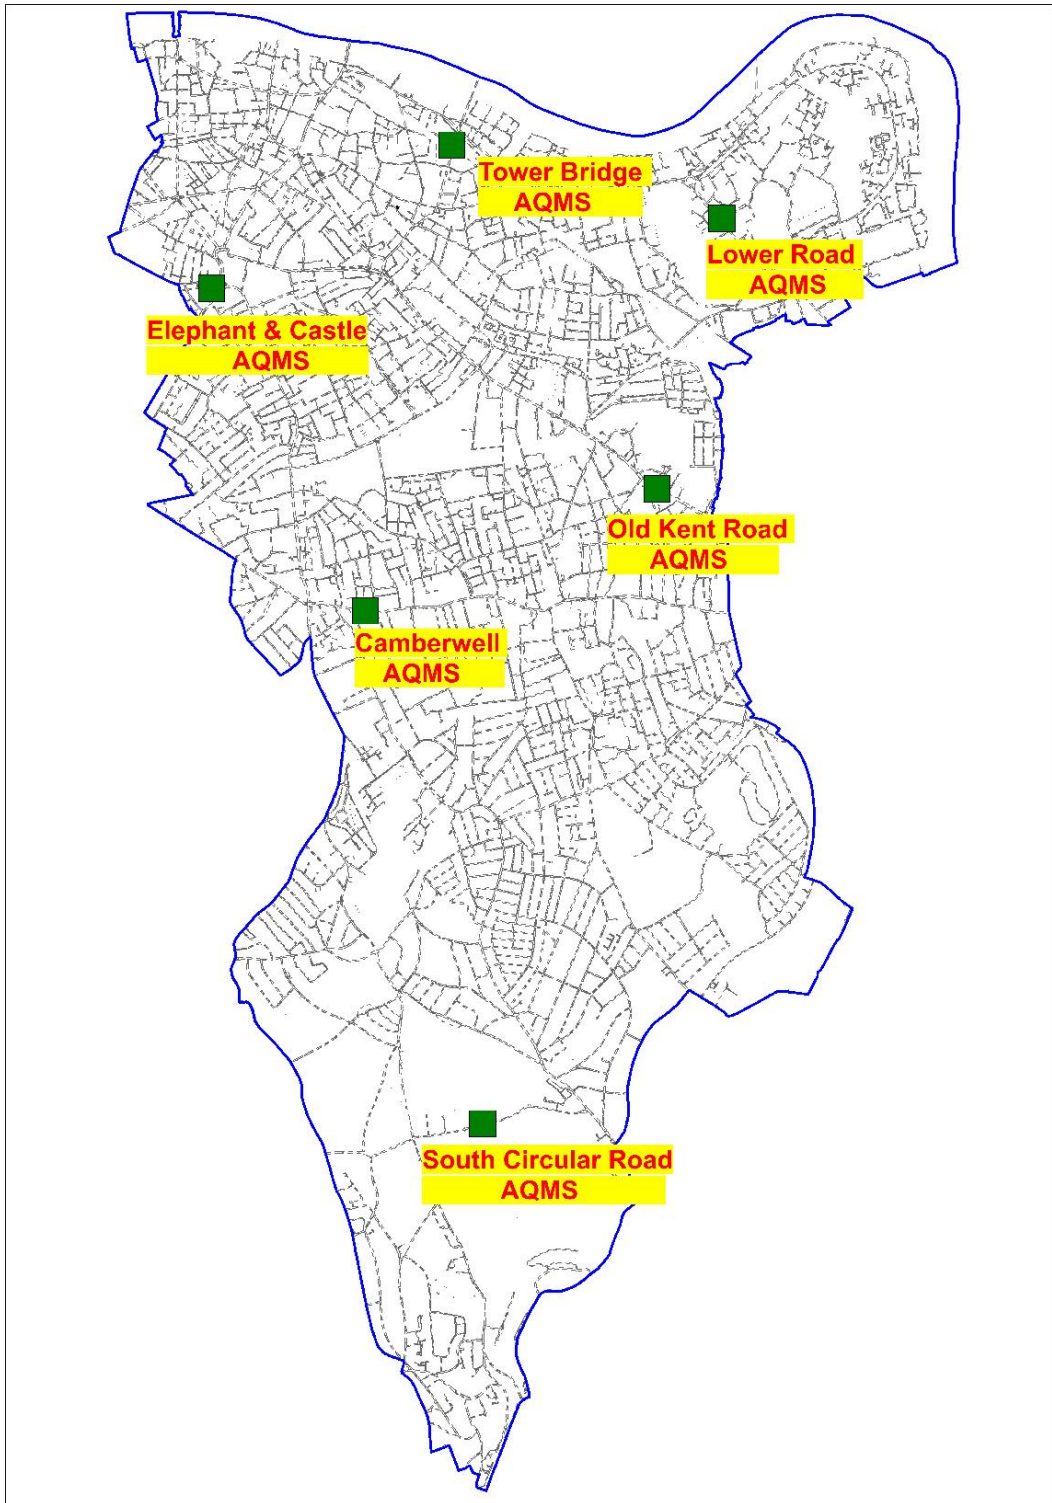 Tower Bridge
AQMS
Lower Road
AQMS
Elephant & Castle
AQMS
Old Kent Road
AQMS
Camberwell
AQMS
South Circular Road
AQMS